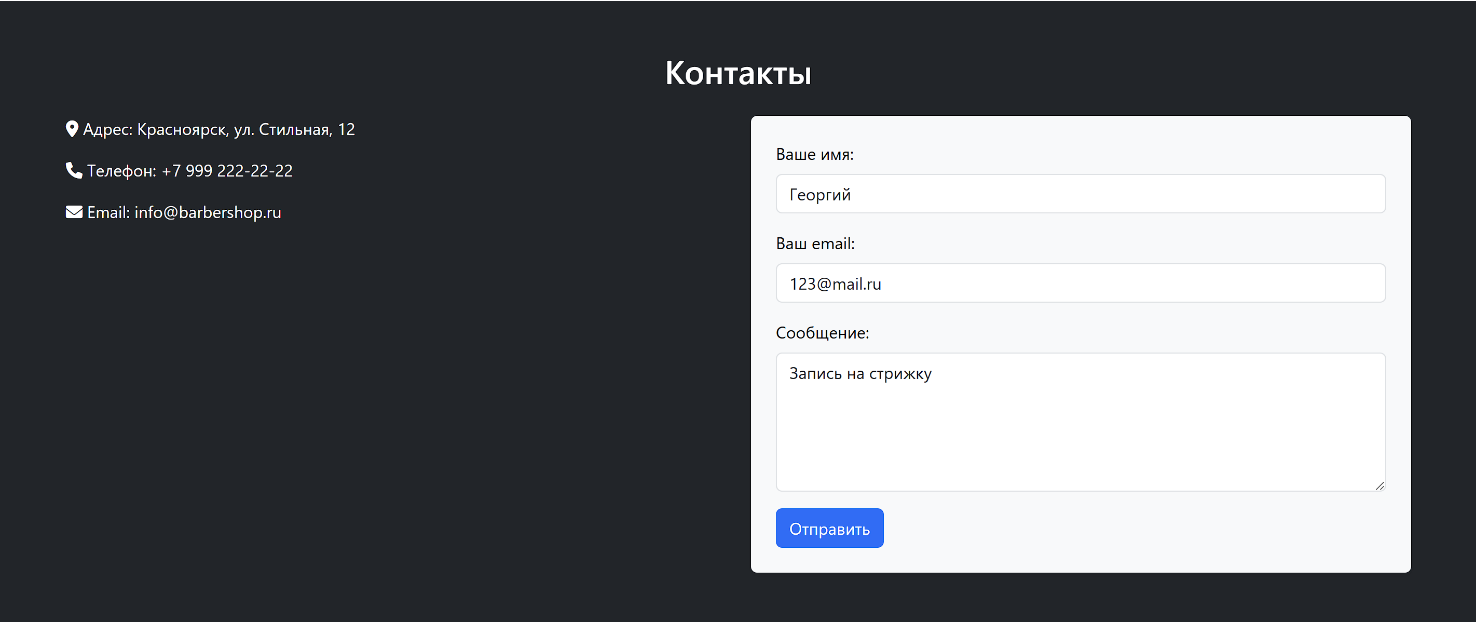 Контакты
Адрес: Красноярск, ул. Стильная, 12
Телефон: +7 999 222-22-22
Email: info@barbershop.ru
Ваше имя:
Георгий
Ваш email:
123@mail.ru
Сообщение:
Запись на стрижку
Отправить